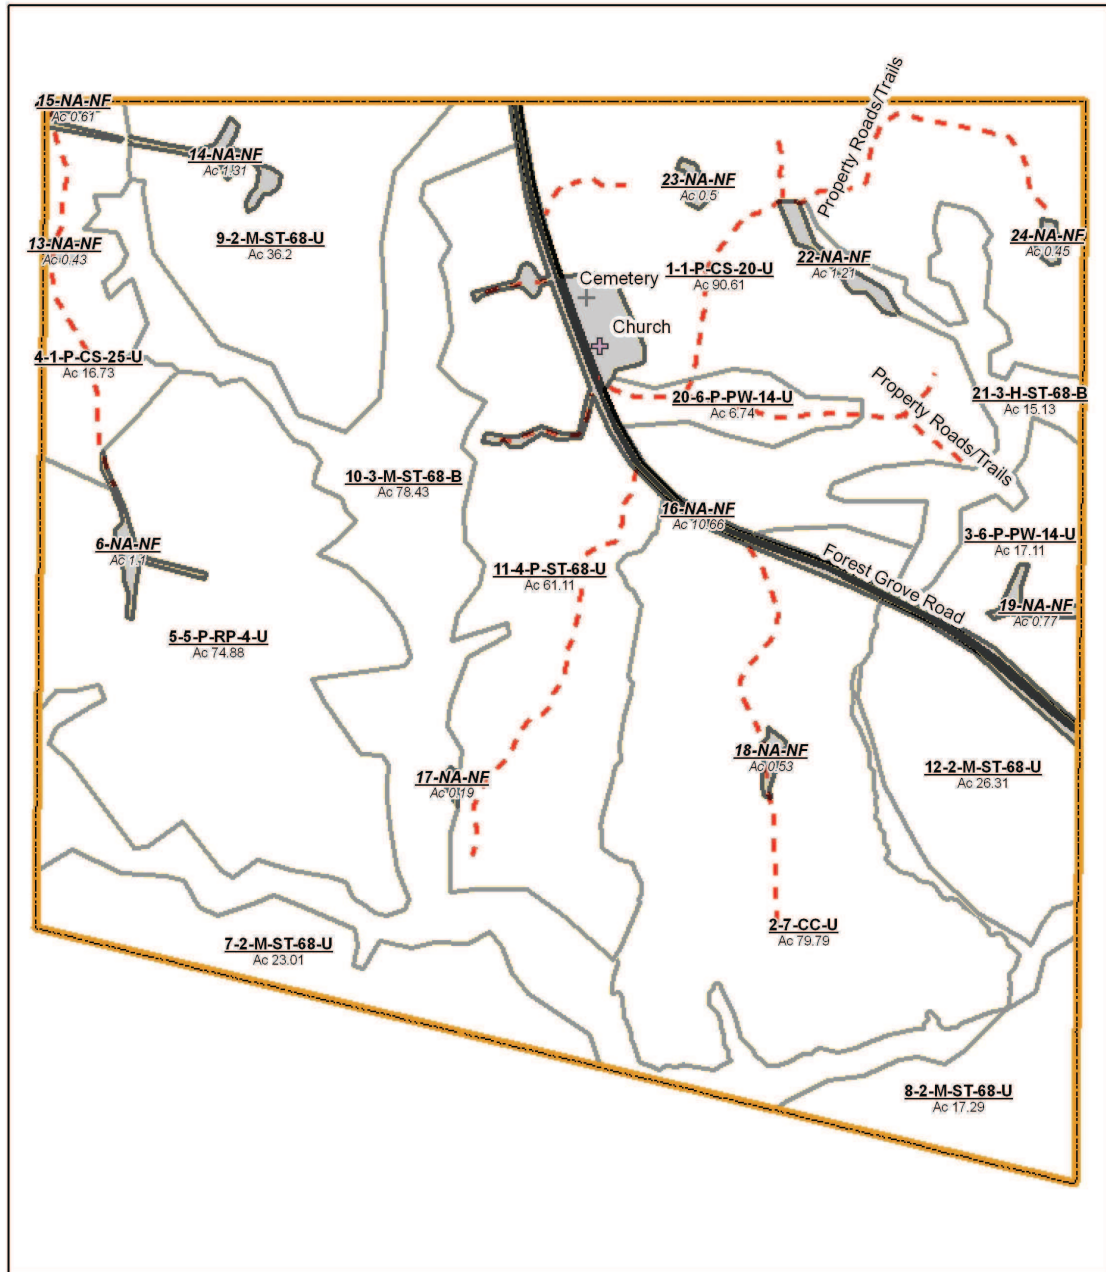 15-NA-NF
Ac 0.61
14-NA-NF
Ac 1.31
Property Roads/Trails
23-NA-NF
Ac 0.5
13-NA-NF
Ac 0.43
9-2-M-ST-68-U
Ac 36.2
24-NA-NF
Ac 0.45
22-NA-NF
Ac 1.21
1-1-P-CS-20-U
Ac 90.61
Cemetery
Church
4-1-P-CS-25-U
Ac 16.73
20-6-P-PW-14-U
Ac 6.74
21-3-H-ST-68-B
Ac 15.13
Property Roads/Trails
10-3-M-ST-68-B
Ac 78.43
16-NA-NF
Ac 10.66
3-6-P-PW-14-U
Ac 17.11
6-NA-NF
Ac 1.1
11-4-P-ST-68-U
Ac 61.11
Forest Grove Road
19-NA-NF
Ac 0.77
5-5-P-RP-4-U
Ac 74.88
17-NA-NF
Ac 0.19
18-NA-NF
Ac 0.53
12-2-M-ST-68-U
Ac 26.31
2-7-CC-U
Ac 79.79
7-2-M-ST-68-U
Ac 23.01
8-2-M-ST-68-U
Ac 17.29